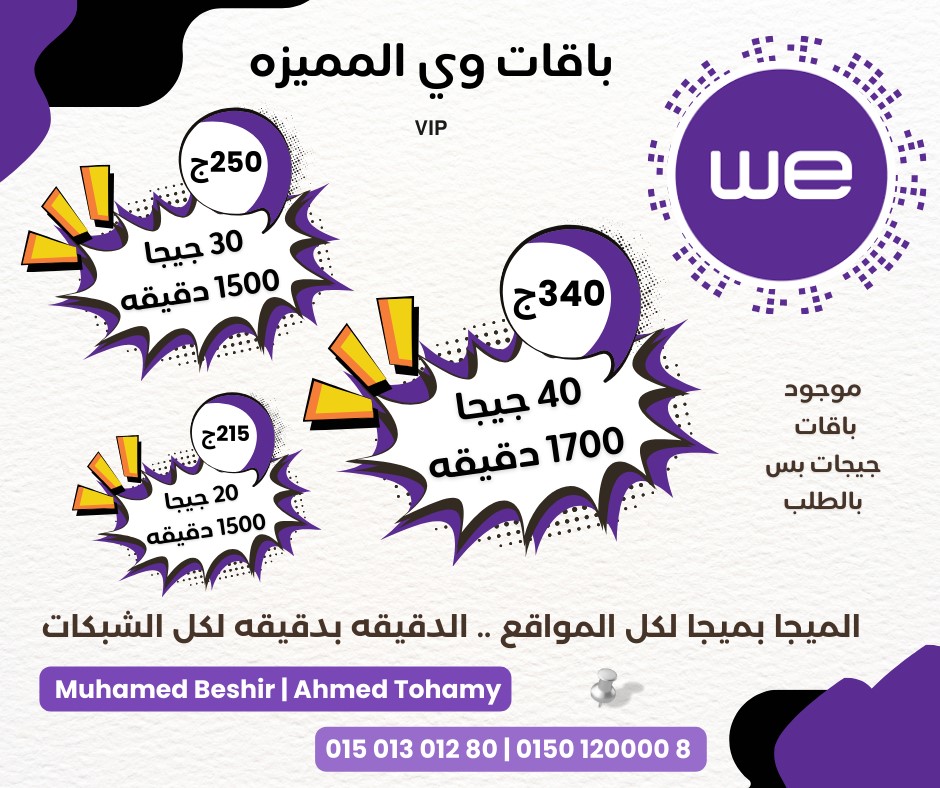 باقات وي المميزه
VIP
we
250ج
30 جيجا
1500 دقيقه
340ج
40 جيجا
1700 دقيقه
215ج
20 جيجا
1500 دقيقه
موجود
باقات
جيجات بس
بالطلب
الميجا بميجا لكل المواقع .. الدقيقه بدقيقه لكل الشبكات
Muhamed Beshir | Ahmed Tohamy
015 013 012 80 | 0150 120000 8